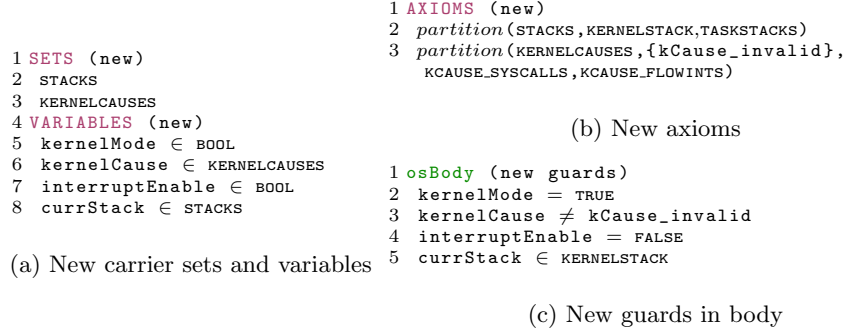 1 SETS (new)
2 STACKS
3 KERNELCAUSES
4 VARIABLES (new)
5 kernelMode ∈ BOOL
6 kernelCause ∈ KERNELCAUSES
7 interruptEnable ∈ BOOL
8 currStack ∈ STACKS
(a) New carrier sets and variables
1 AXIOMS (new)
2 partition(STACKS,KERNELSTACK,TASKSTACKS)
3 partition(KERNELCAUSES,{kCause_invalid},
KCAUSE_SYSCALLS,KCAUSE_FLOWINTS)
(b) New axioms
1 osBody (new guards)
2 kernelMode = TRUE
3 kernelCause ≠ kCause_invalid
4 interruptEnable = FALSE
5 currStack ∈ KERNELSTACK
(c) New guards in body